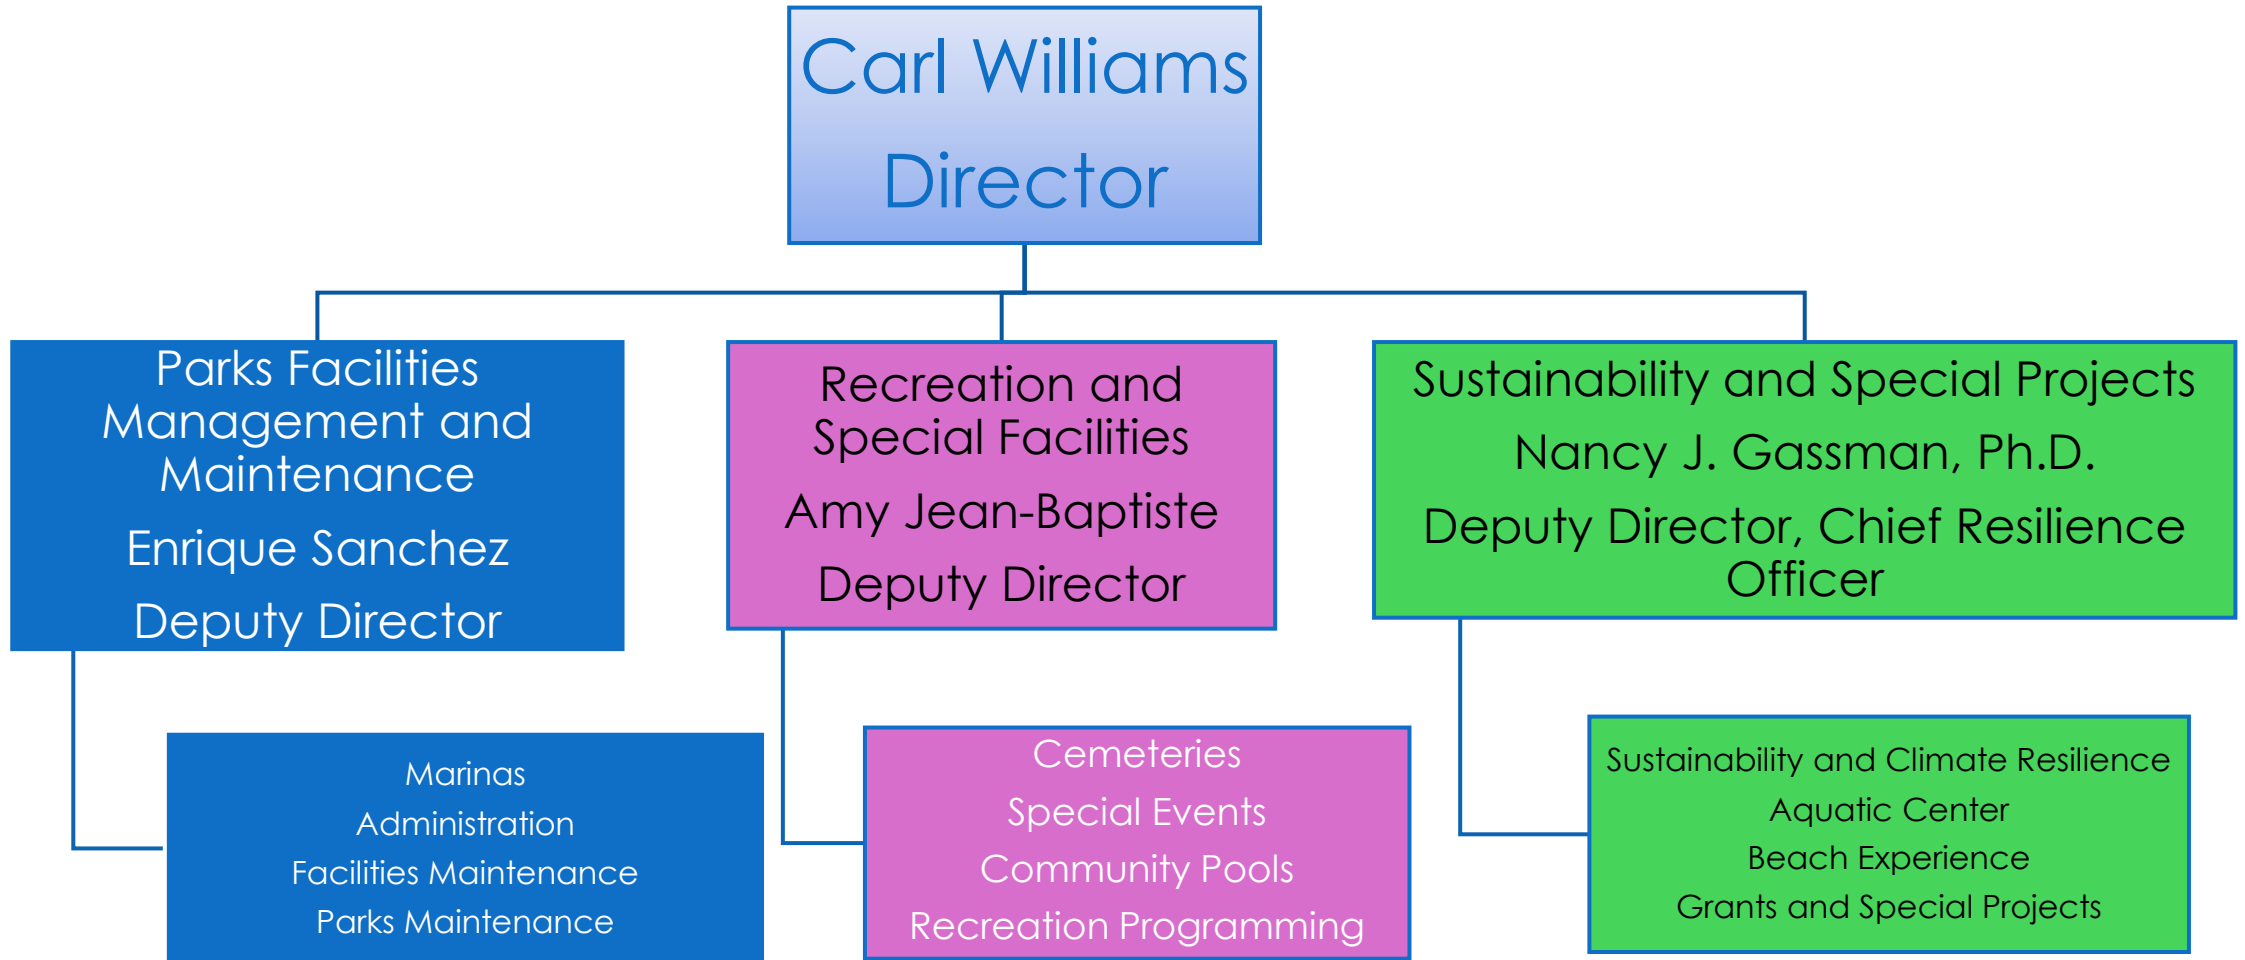 Carl Williams
Director
Parks Facilities
Management and
Maintenance
Enrique Sanchez
Deputy Director
Recreation and
Special Facilities
Amy Jean-Baptiste
Deputy Director
Sustainability and Special Projects
Nancy J. Gassman, Ph.D.
Deputy Director, Chief Resilience
Officer
Marinas
Administration
Facilities Maintenance
Parks Maintenance
Cemeteries
Special Events
Community Pools
Recreation Programming
Sustainability and Climate Resilience
Aquatic Center
Beach Experience
Grants and Special Projects